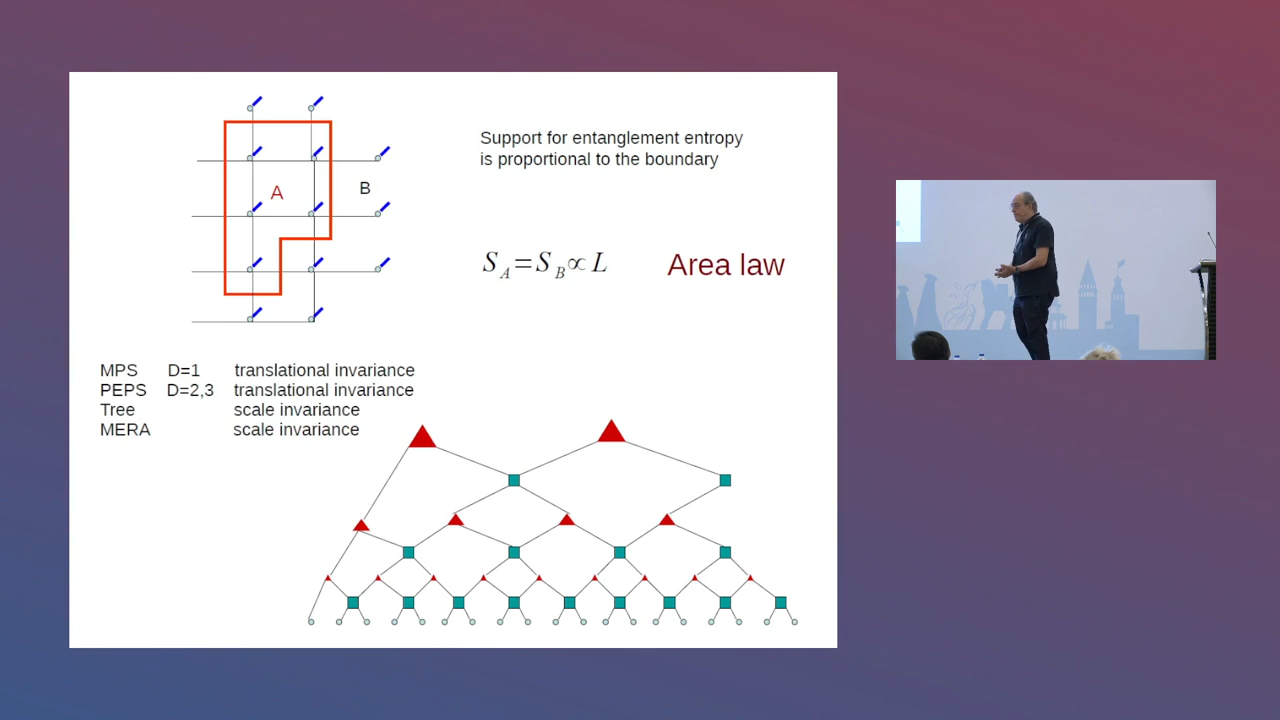 A
B
Support for entanglement entropy
is proportional to the boundary
S_A=S_B∝L
Area law
MPS D=1 translational invariance
PEPS D=2,3 translational invariance
Tree scale invariance
MERA scale invariance